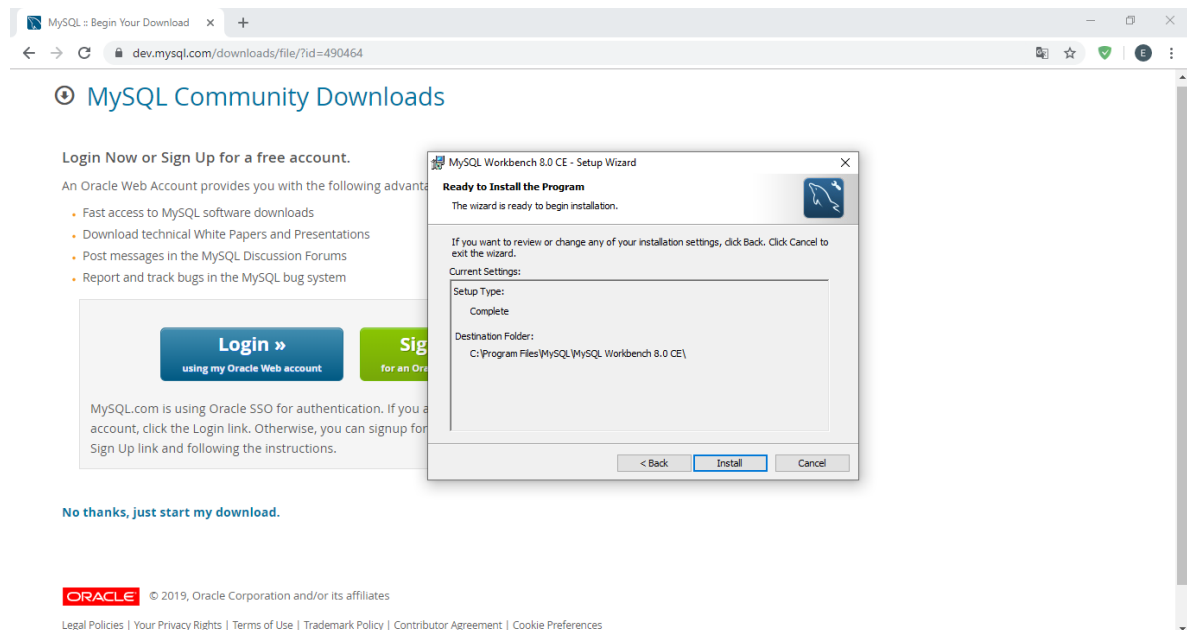 MySQL :: Begin Your Download
dev.mysql.com/downloads/file/?id=490464
E
MySQL Community Downloads
Login Now or Sign Up for a free account.
An Oracle Web Account provides you with the following advanta
Fast access to MySQL software downloads
Download technical White Papers and Presentations
Post messages in the MySQL Discussion Forums
Report and track bugs in the MySQL bug system
Login »
using my Oracle Web account
Sig
for an Ora
MySQL.com is using Oracle SSO for authentication. If you a
account, click the Login link. Otherwise, you can signup for
Sign Up link and following the instructions.
No thanks, just start my download.
ORACLE © 2019, Oracle Corporation and/or its affiliates
Legal Policies | Your Privacy Rights | Terms of Use | Trademark Policy | Contributor Agreement | Cookie Preferences
MySQL Workbench 8.0 CE - Setup Wizard
Ready to Install the Program
The wizard is ready to begin installation.
If you want to review or change any of your installation settings, click Back. Click Cancel to
exit the wizard.
Current Settings:
Setup Type:
Complete
Destination Folder:
C:\Program Files\MySQL\MySQL Workbench 8.0 CE\
< Back
Install
Cancel